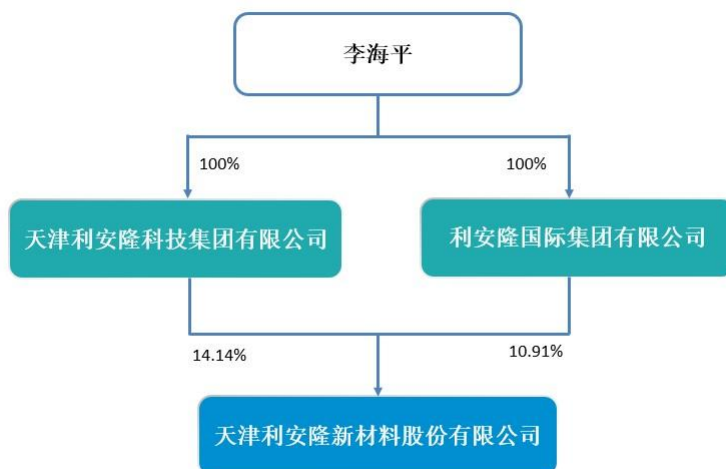 李海平
100%
100%
天津利安隆科技集团有限公司
利安隆国际集团有限公司
14.14%
10.91%
天津利安隆新材料股份有限公司